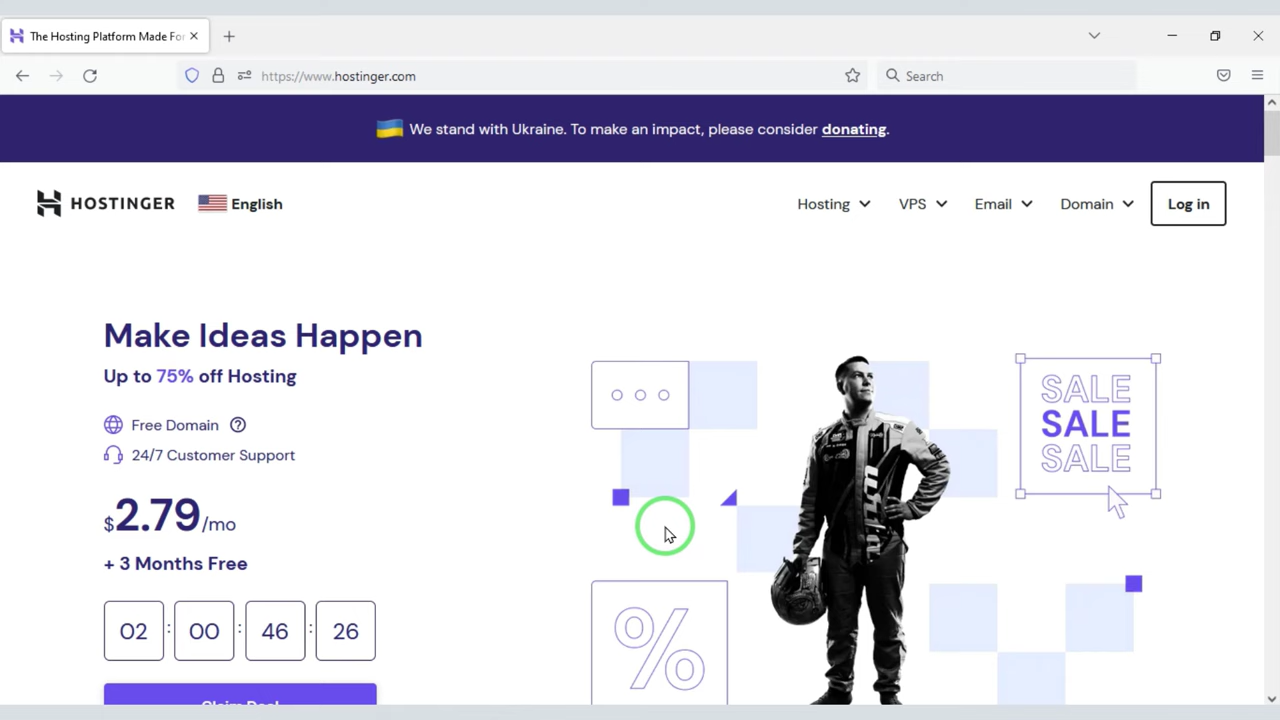 The Hosting Platform Made For
https://www.hostinger.com
Search
We stand with Ukraine. To make an impact, please consider donating.
HOSTINGER
English
Hosting
VPS
Email
Domain
Log in
Make Ideas Happen
Up to 75% off Hosting
Free Domain
24/7 Customer Support
$2.79/mo
+ 3 Months Free
02 : 00 : 46 : 26
Claim Deal
SALE
SALE
SALE
%